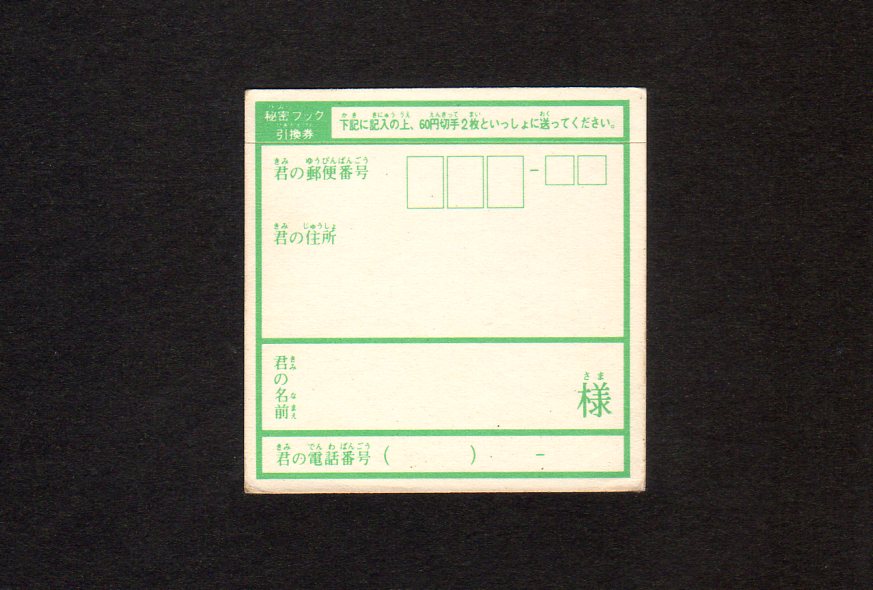 秘密ブック
引換券
下記に記入の上、60円切手2枚といっしょに送ってください。
君の郵便番号 -
君の住所
君の名前
様
君の電話番号 ( ) -